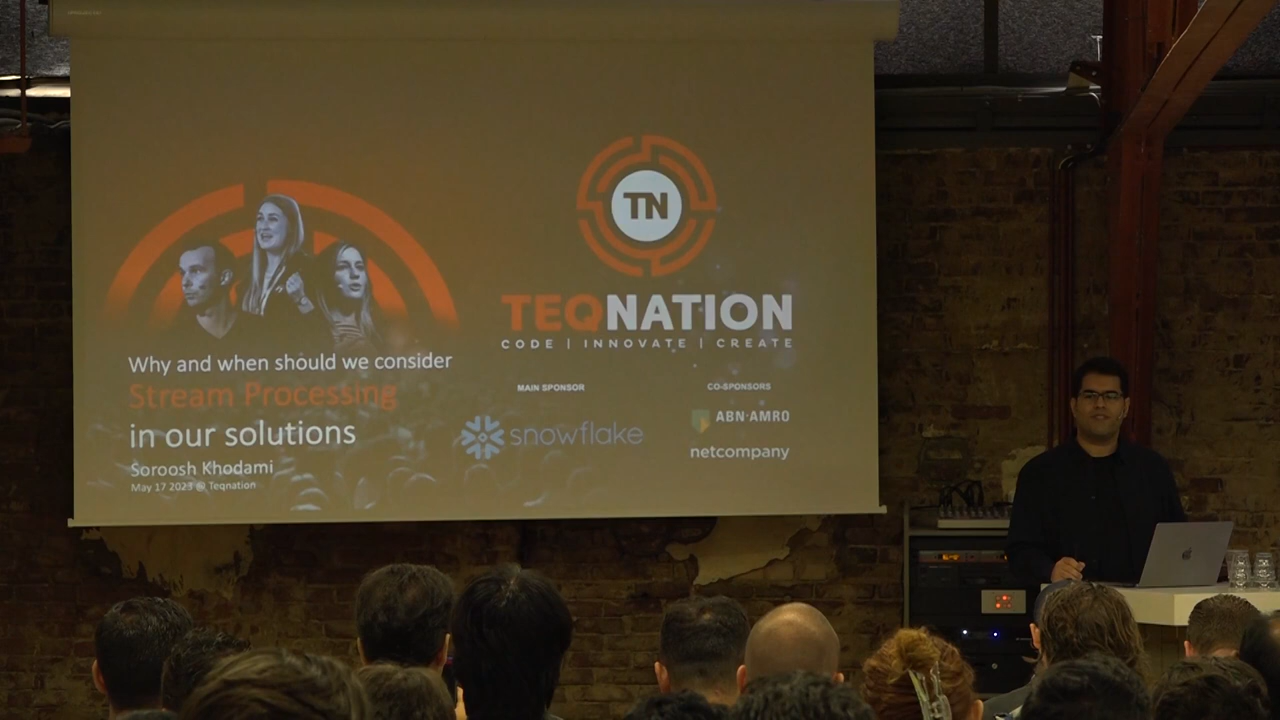 Why and when should we consider
Stream Processing
in our solutions
Soroosh Khodami
May 17 2023 @ Teqnation
TN
TEQNATION
CODE | INNOVATE | CREATE
MAIN SPONSOR
snowflake
CO-SPONSORS
ABN·AMRO
netcompany